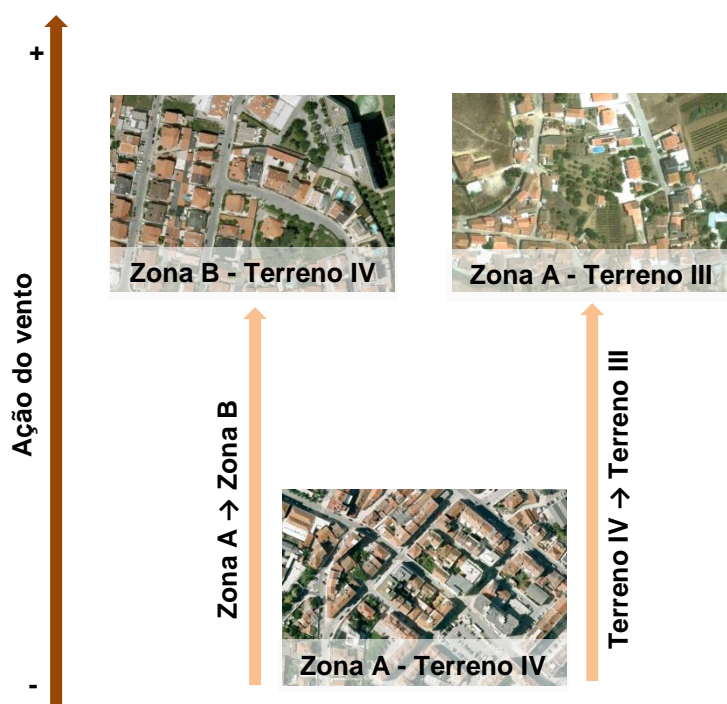 +
Zona B - Terreno IV
Zona A - Terreno III
Ação do vento
Zona A → Zona B
Terreno IV → Terreno III
Zona A - Terreno IV
-